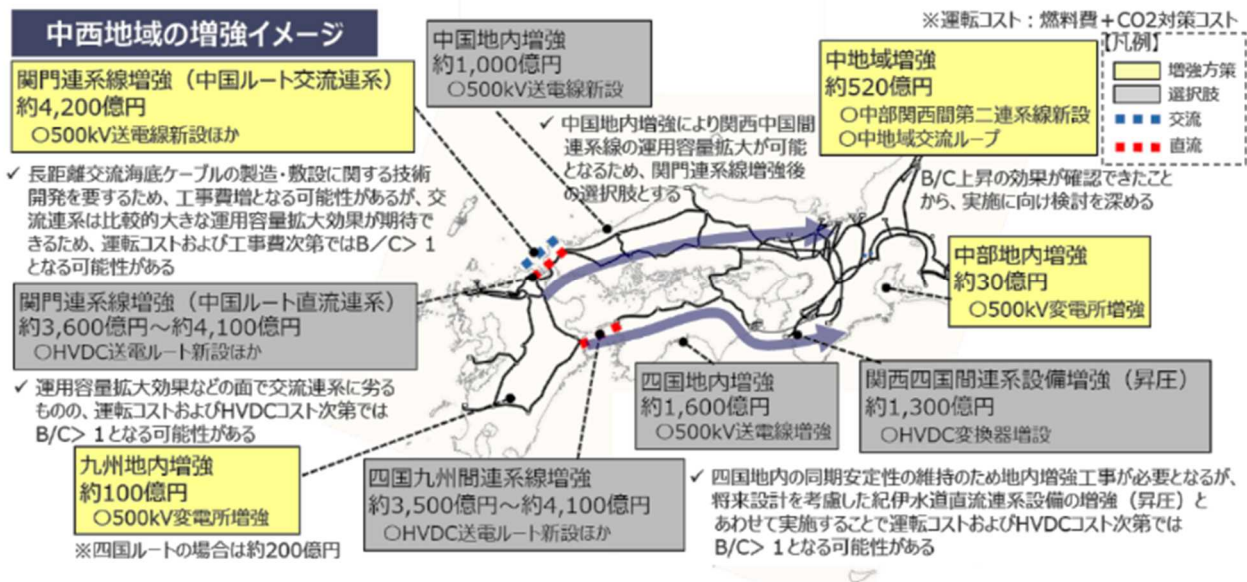 中西地域の増強イメージ
※運転コスト：燃料費＋CO2対策コスト
【凡例】
増強方策
選択肢
交流
直流
関門連系線増強（中国ルート交流連系）
約4,200億円
○500kV送電線新設ほか
✓ 長距離交流海底ケーブルの製造・敷設に関する技術
開発を要するため、工事費増となる可能性があるが、交
流連系は比較的大きな運用容量拡大効果が期待で
きるため、運転コストおよび工事費次第ではB／C＞1
となる可能性がある
中国地内増強
約1,000億円
○500kV送電線新設
✓ 中国地内増強により関西中国間
連系線の運用容量拡大が可能
となるため、関門連系線増強後
の選択肢とする
中地域増強
約520億円
○中部関西間第二連系線新設
○中地域交流ループ
B/C上昇の効果が確認できたこと
から、実施に向け検討を深める
中部地内増強
約30億円
○500kV変電所増強
関門連系線増強（中国ルート直流連系）
約3,600億円～約4,100億円
○HVDC送電ルート新設ほか
✓ 運用容量拡大効果などの面で交流連系に劣る
ものの、運転コストおよびHVDCコスト次第では
B/C＞1となる可能性がある
九州地内増強
約100億円
○500kV変電所増強
※四国ルートの場合は約200億円
四国九州間連系線増強
約3,500億円～約4,100億円
○HVDC送電ルート新設ほか
四国地内増強
約1,600億円
○500kV送電線増強
関西四国間連系設備増強（昇圧）
約1,300億円
○HVDC変換器増設
✓ 四国地内の同期安定性の維持のため地内増強工事が必要となるが、
将来設計を考慮した紀伊水道直流連系設備の増強（昇圧）と
あわせて実施することで運転コストおよびHVDCコスト次第では
B/C＞1となる可能性がある